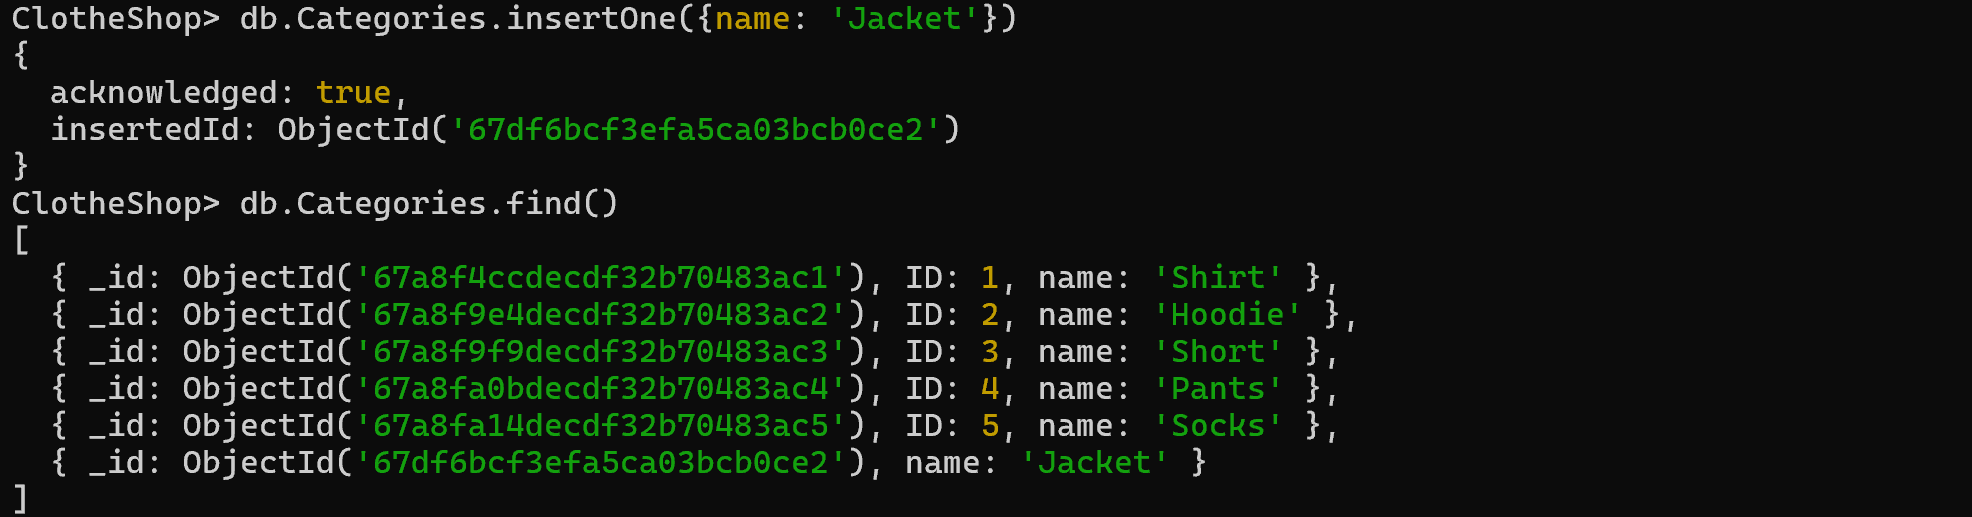 ClotheShop> db.Categories.insertOne({name: 'Jacket'})
{
  acknowledged: true,
  insertedId: ObjectId('67df6bcf3efa5ca03bcb0ce2')
}
ClotheShop> db.Categories.find()
[
  { _id: ObjectId('67a8f4ccdecdf32b70483ac1'), ID: 1, name: 'Shirt' },
  { _id: ObjectId('67a8f9e4decdf32b70483ac2'), ID: 2, name: 'Hoodie' },
  { _id: ObjectId('67a8f9f9decdf32b70483ac3'), ID: 3, name: 'Short' },
  { _id: ObjectId('67a8fa0bdecdf32b70483ac4'), ID: 4, name: 'Pants' },
  { _id: ObjectId('67a8fa14decdf32b70483ac5'), ID: 5, name: 'Socks' },
  { _id: ObjectId('67df6bcf3efa5ca03bcb0ce2'), name: 'Jacket' }
]